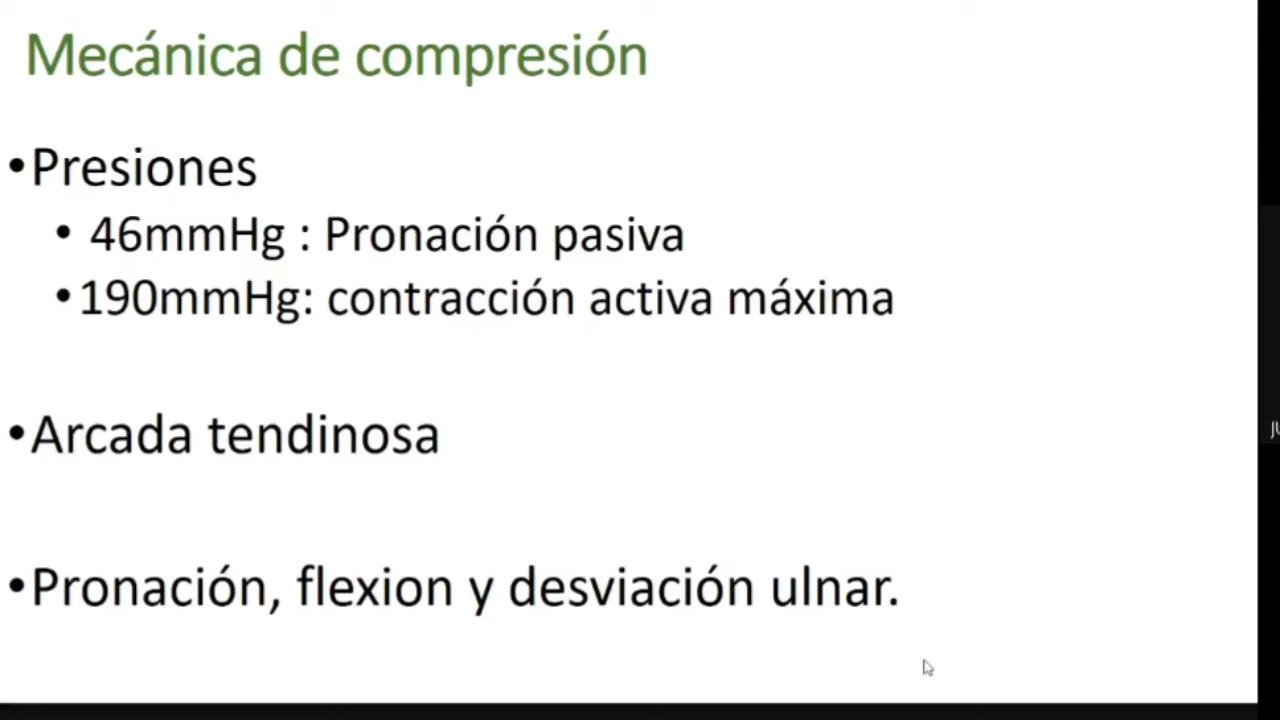 Mecánica de compresión
•Presiones
• 46mmHg : Pronación pasiva
•190mmHg: contracción activa máxima
•Arcada tendinosa
•Pronación, flexion y desviación ulnar.